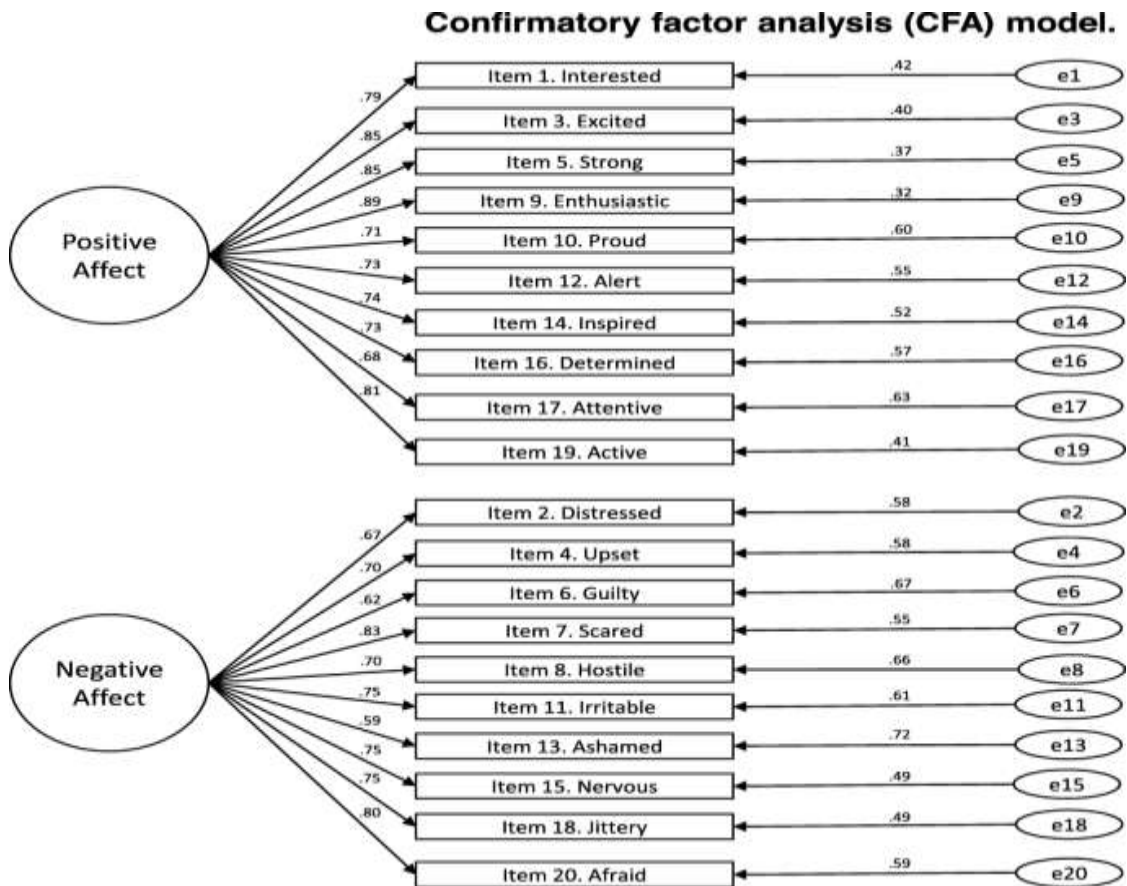 Confirmatory factor analysis (CFA) model.
Positive
Affect
.79
.85
.85
.89
.71
.73
.74
.73
.68
.81
Item 1. Interested
.42
e1
Item 3. Excited
.40
e3
Item 5. Strong
.37
e5
Item 9. Enthusiastic
.32
e9
Item 10. Proud
.60
e10
Item 12. Alert
.55
e12
Item 14. Inspired
.52
e14
Item 16. Determined
.57
e16
Item 17. Attentive
.63
e17
Item 19. Active
.41
e19
Negative
Affect
.67
.70
.62
.83
.70
.75
.59
.75
.75
.80
Item 2. Distressed
.58
e2
Item 4. Upset
.58
e4
Item 6. Guilty
.67
e6
Item 7. Scared
.55
e7
Item 8. Hostile
.66
e8
Item 11. Irritable
.61
e11
Item 13. Ashamed
.72
e13
Item 15. Nervous
.49
e15
Item 18. Jittery
.49
e18
Item 20. Afraid
.59
e20